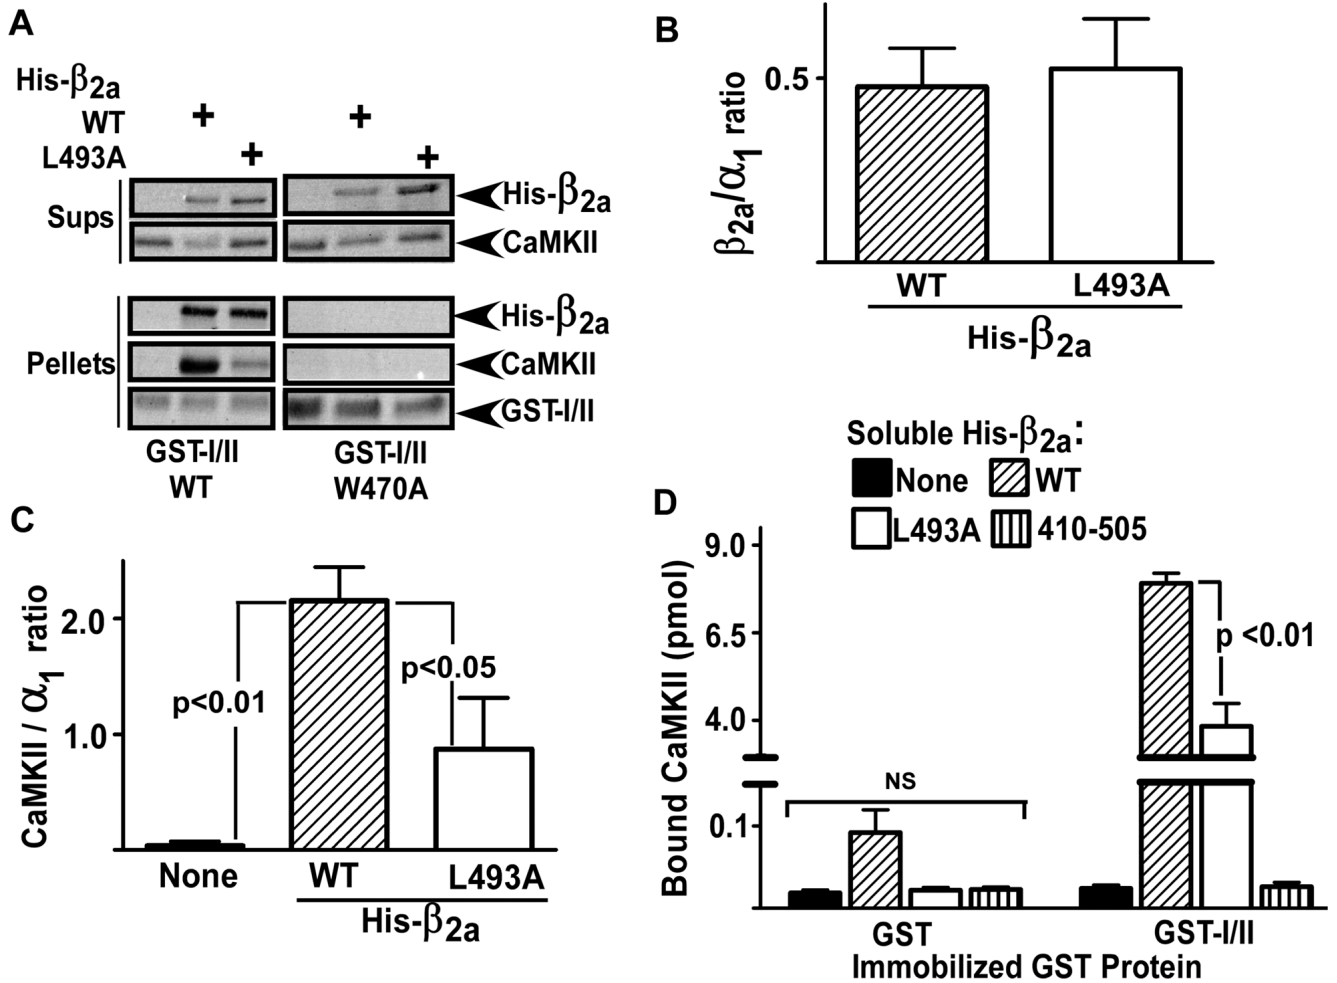 A
His-β2a
WT + +
L493A + +
Sups
His-β2a
CaMKII
Pellets
His-β2a
CaMKII
GST-I/II
GST-I/II GST-I/II
WT W470A
B
β2a/α1 ratio
0.5
WT L493A
His-β2a
C
CaMKII / α1 ratio
2.0
1.0
p<0.01
p<0.05
None WT L493A
His-β2a
D
Soluble His-β2a:
None WT
L493A 410-505
Bound CaMKII (pmol)
9.0
6.5
4.0
0.1
NS
p <0.01
GST GST-I/II
Immobilized GST Protein